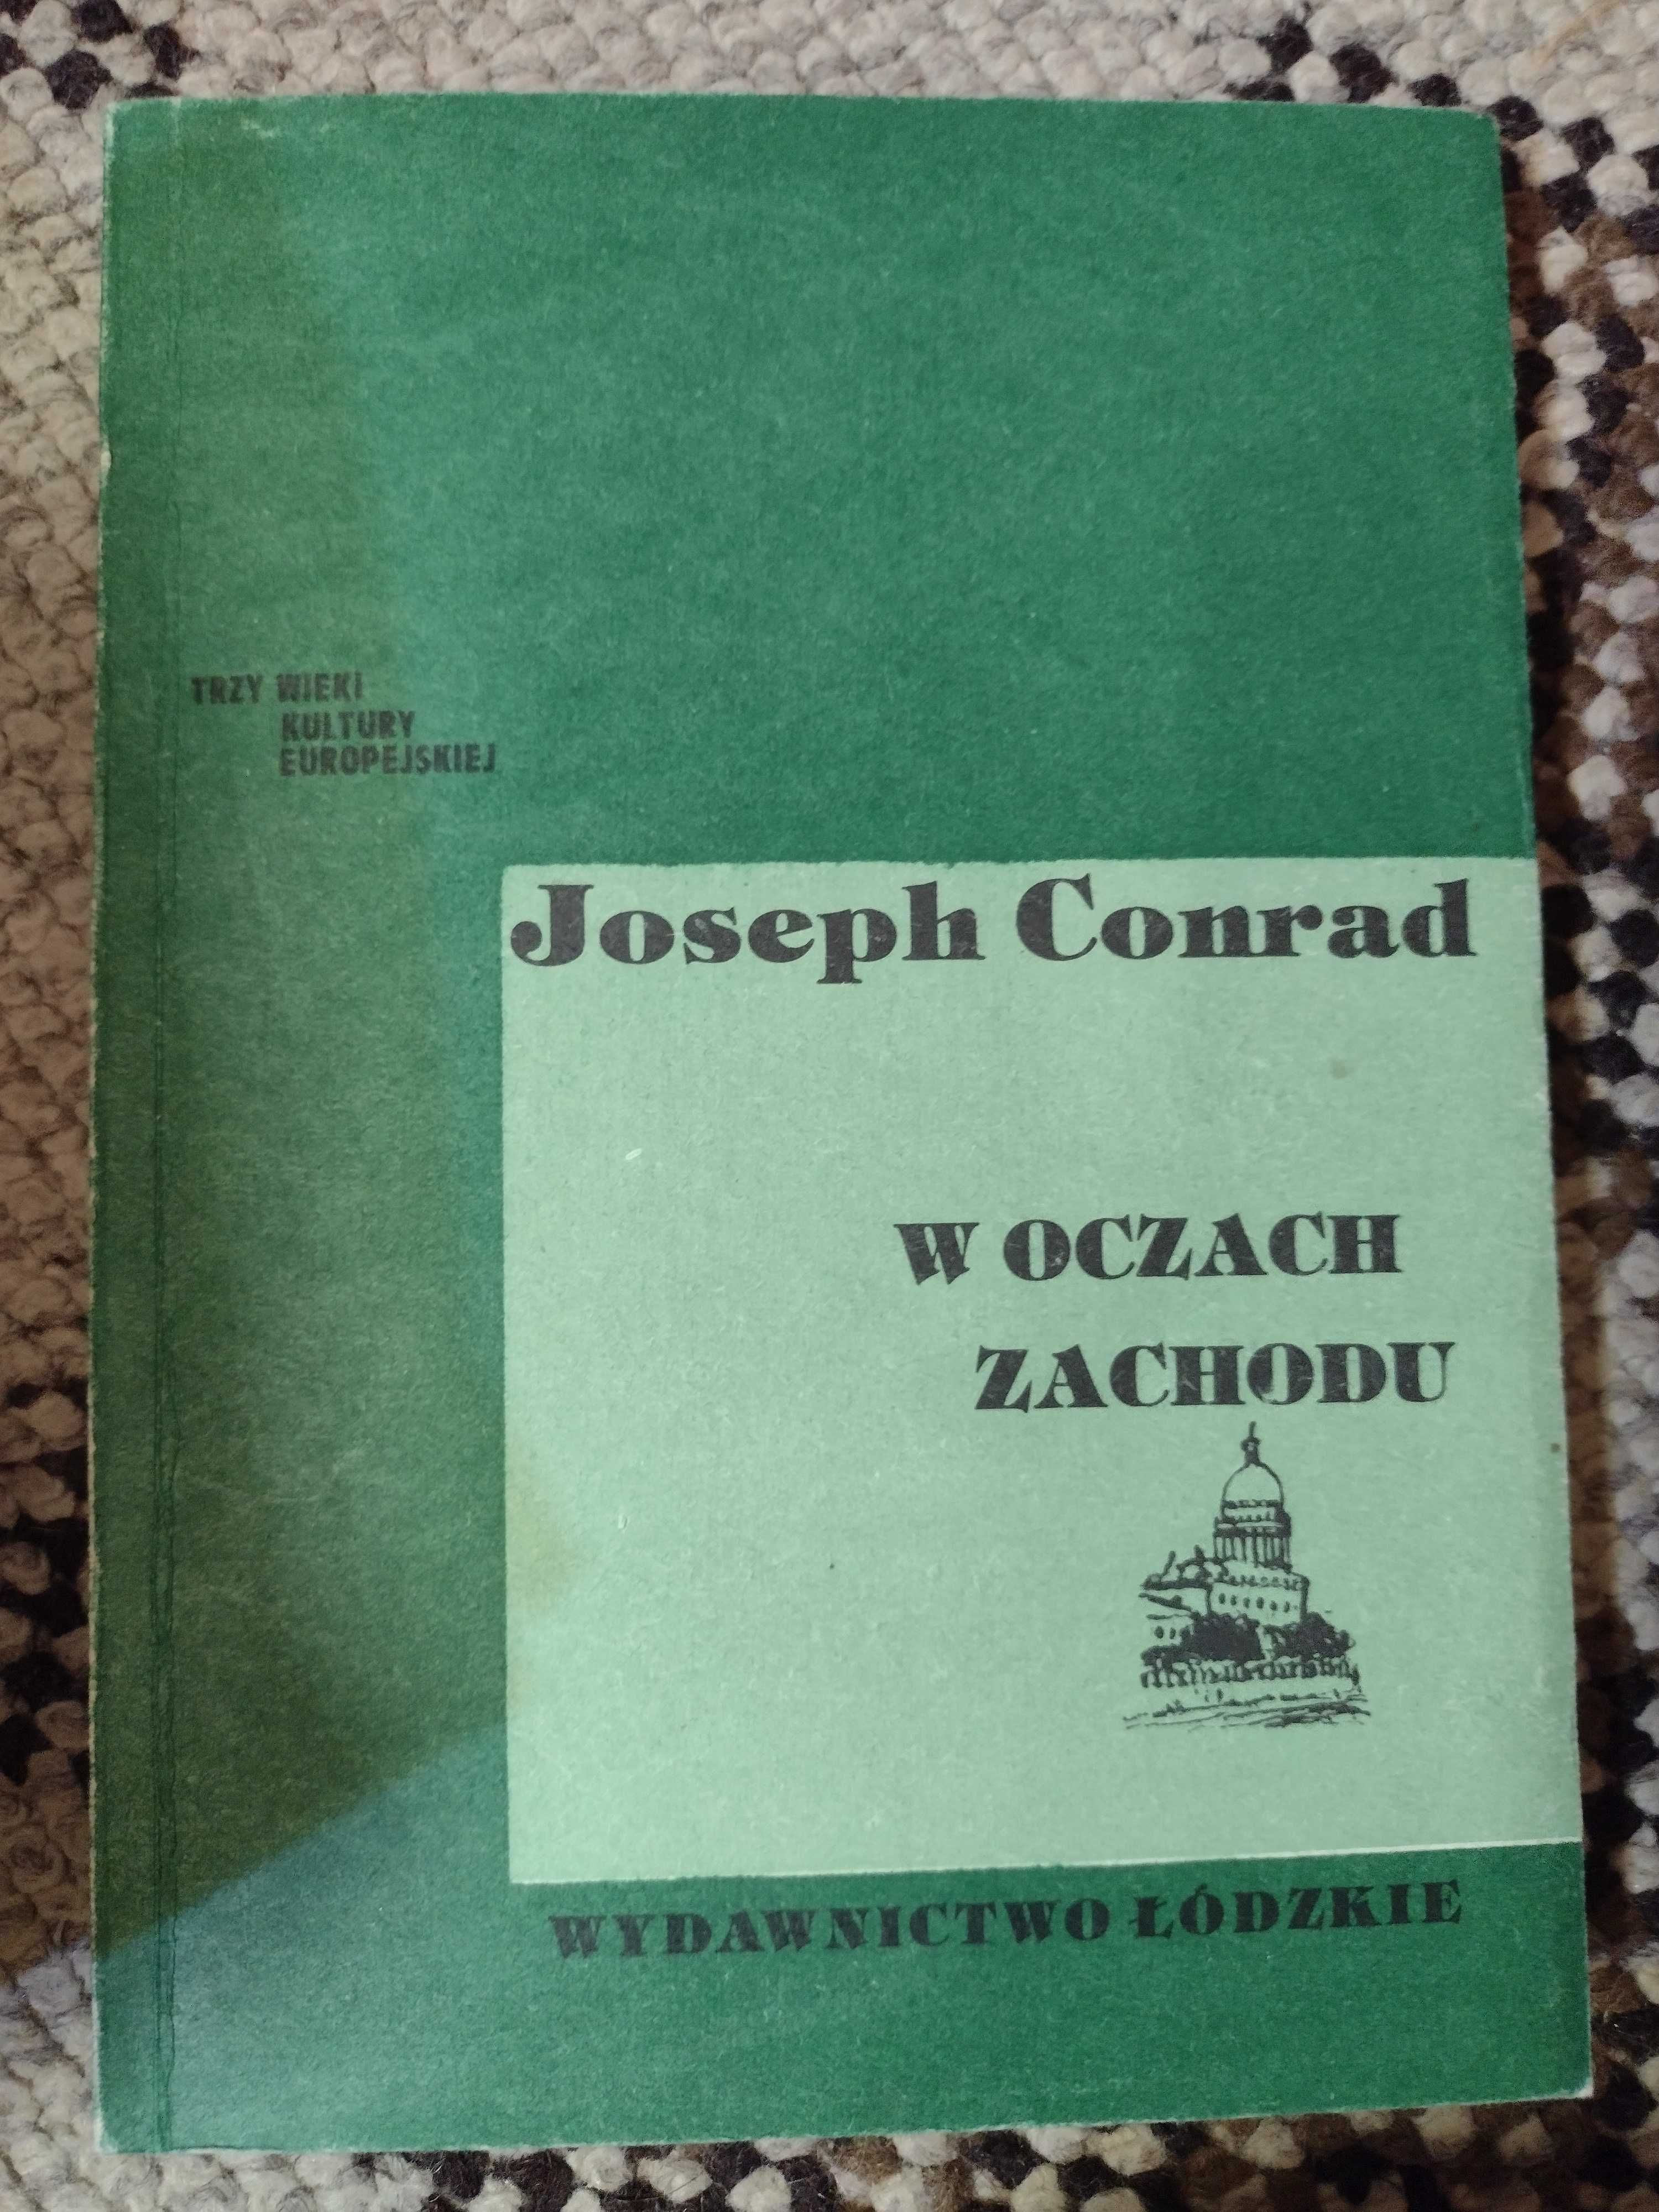 TRZY WIEKI
KULTURY
EUROPEJSKIEJ
Joseph Conrad
W OCZACH
ZACHODU
WYDAWNICTWO ŁÓDZKIE